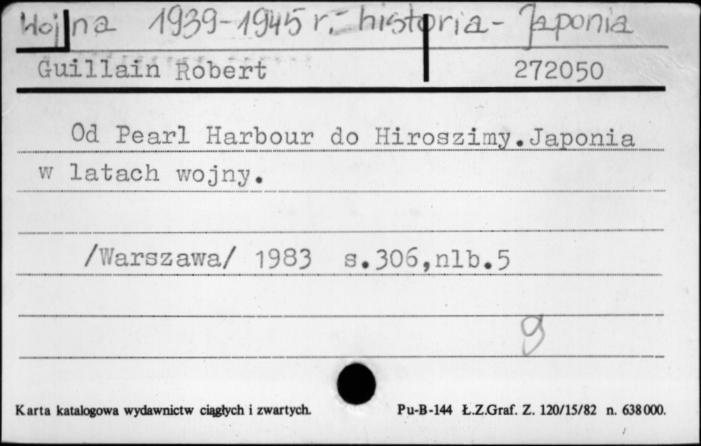 Wojna 1939-1945 r.- historia - Japonia
Guillain Robert 272050
Od Pearl Harbour do Hiroszimy.Japonia
w latach wojny.
/Warszawa/ 1983 s.306,nlb.5
9
Karta katalogowa wydawnictw ciągłych i zwartych. Pu-B-144 Ł.Z.Graf. Z. 120/15/82 n. 638000.